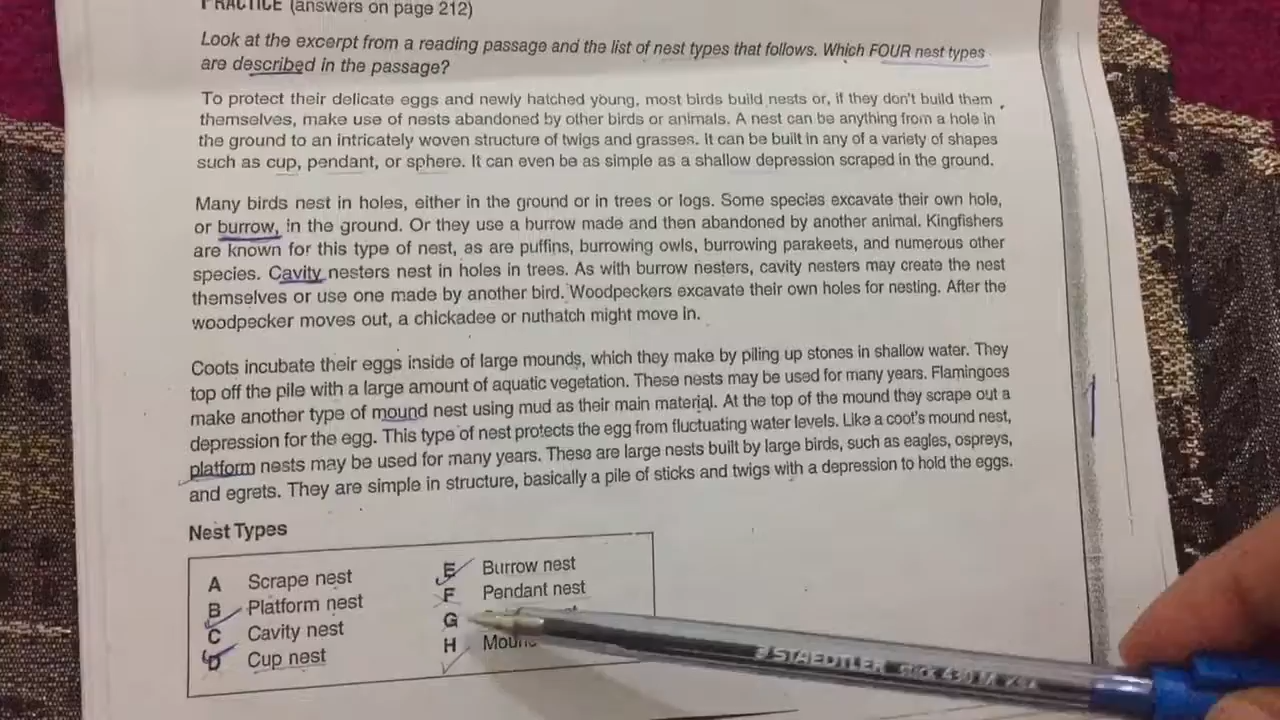 PRACTICE (answers on page 212)
Look at the excerpt from a reading passage and the list of nest types that follows. Which FOUR nest types
are described in the passage?
To protect their delicate eggs and newly hatched young, most birds build nests or, if they don't build them
themselves, make use of nests abandoned by other birds or animals. A nest can be anything from a hole in
the ground to an intricately woven structure of twigs and grasses. It can be built in any of a variety of shapes
such as cup, pendant, or sphere. It can even be as simple as a shallow depression scraped in the ground.
Many birds nest in holes, either in the ground or in trees or logs. Some species excavate their own hole,
or burrow, in the ground. Or they use a burrow made and then abandoned by another animal. Kingfishers
are known for this type of nest, as are puffins, burrowing owls, burrowing parakeets, and numerous other
species. Cavity nesters nest in holes in trees. As with burrow nesters, cavity nesters may create the nest
themselves or use one made by another bird. Woodpeckers excavate their own holes for nesting. After the
woodpecker moves out, a chickadee or nuthatch might move in.
Coots incubate their eggs inside of large mounds, which they make by piling up stones in shallow water. They
top off the pile with a large amount of aquatic vegetation. These nests may be used for many years. Flamingoes
make another type of mound nest using mud as their main material. At the top of the mound they scrape out a
depression for the egg. This type of nest protects the egg from fluctuating water levels. Like a coot's mound nest,
platform nests may be used for many years. These are large nests built by large birds, such as eagles, ospreys,
and egrets. They are simple in structure, basically a pile of sticks and twigs with a depression to hold the eggs.
Nest Types
A Scrape nest
B Platform nest
C Cavity nest
D Cup nest
E Burrow nest
F Pendant nest
G
H
STAEDTLER STICK 430 M